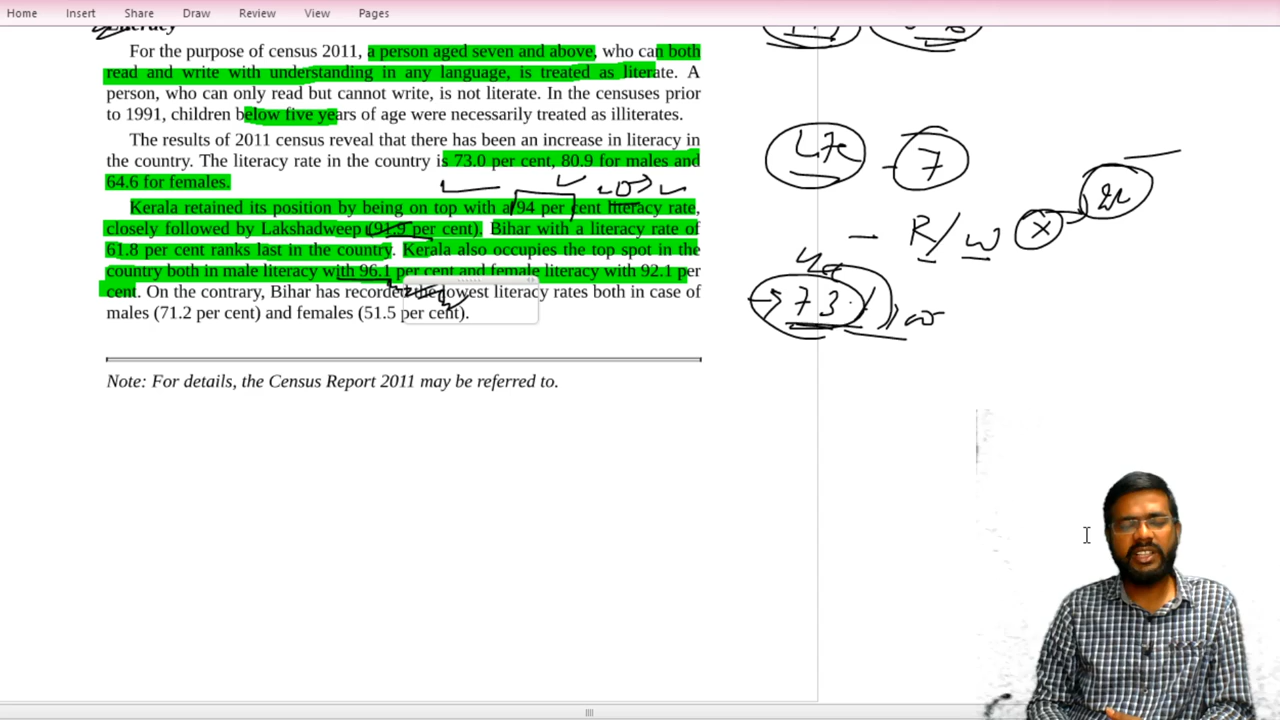 Home Insert Share Draw Review View Pages
Literacy
For the purpose of census 2011, a person aged seven and above, who can both
read and write with understanding in any language, is treated as literate. A
person, who can only read but cannot write, is not literate. In the censuses prior
to 1991, children below five years of age were necessarily treated as illiterates.
The results of 2011 census reveal that there has been an increase in literacy in
the country. The literacy rate in the country is 73.0 per cent, 80.9 for males and
64.6 for females.
Kerala retained its position by being on top with a 94 per cent literacy rate,
closely followed by Lakshadweep (91.9 per cent). Bihar with a literacy rate of
61.8 per cent ranks last in the country. Kerala also occupies the top spot in the
country both in male literacy with 96.1 per cent and female literacy with 92.1 per
cent. On the contrary, Bihar has recorded the lowest literacy rates both in case of
males (71.2 per cent) and females (51.5 per cent).
Note: For details, the Census Report 2011 may be referred to.
7
R/w x
73%